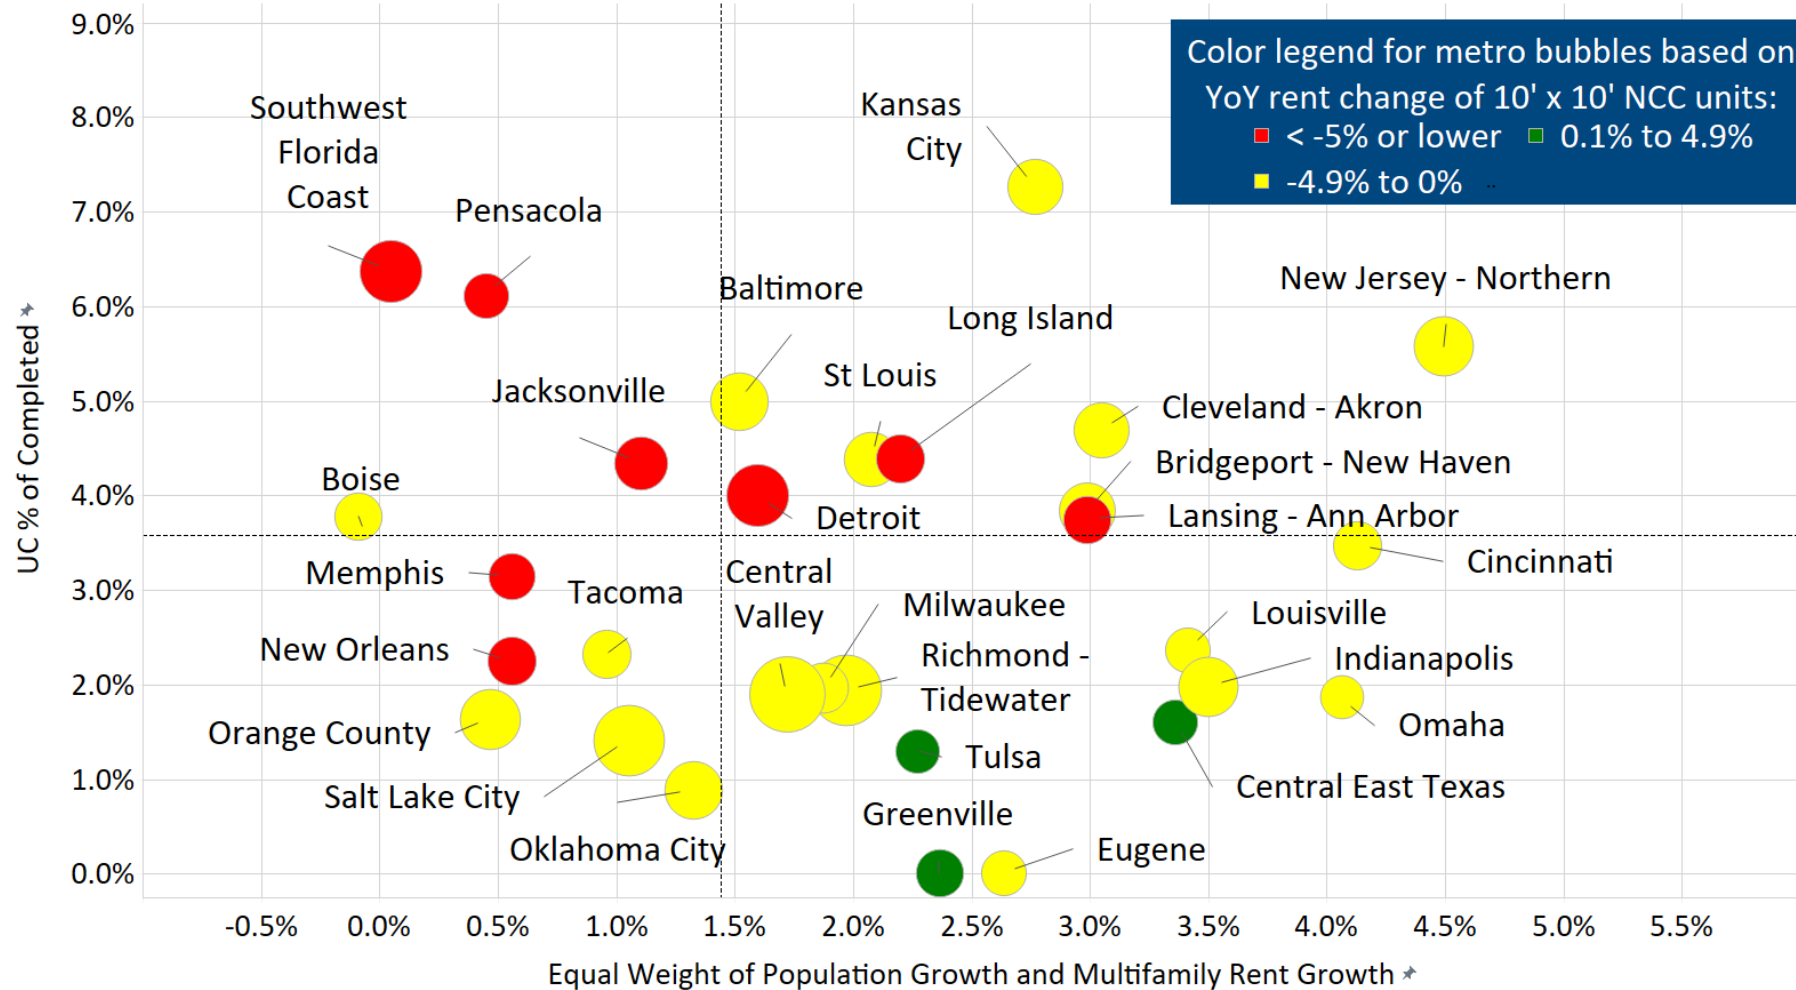 9.0%
8.0%
7.0%
6.0%
5.0%
4.0%
3.0%
2.0%
1.0%
0.0%
UC % of Completed
Color legend for metro bubbles based on
YoY rent change of 10' x 10' NCC units:
< -5% or lower
0.1% to 4.9%
-4.9% to 0%
..
Southwest
Florida
Coast
Pensacola
Kansas
City
Baltimore
Long Island
New Jersey - Northern
Jacksonville
St Louis
Cleveland - Akron
Boise
Bridgeport - New Haven
Detroit
Lansing - Ann Arbor
Cincinnati
Memphis
Tacoma
Central
Valley
Milwaukee
Louisville
New Orleans
Richmond -
Tidewater
Indianapolis
Orange County
Omaha
Tulsa
Salt Lake City
Central East Texas
Greenville
Oklahoma City
Eugene
-0.5%
0.0%
0.5%
1.0%
1.5%
2.0%
2.5%
3.0%
3.5%
4.0%
4.5%
5.0%
5.5%
Equal Weight of Population Growth and Multifamily Rent Growth